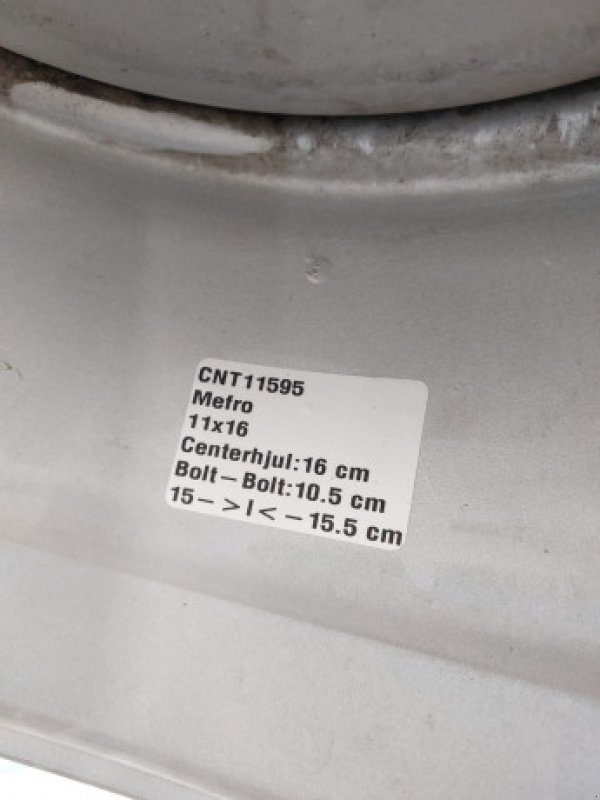 CNT11595
Mefro
11x16
Centerhjul:16 cm
Bolt – Bolt:10.5 cm
15– >I< –15.5 cm